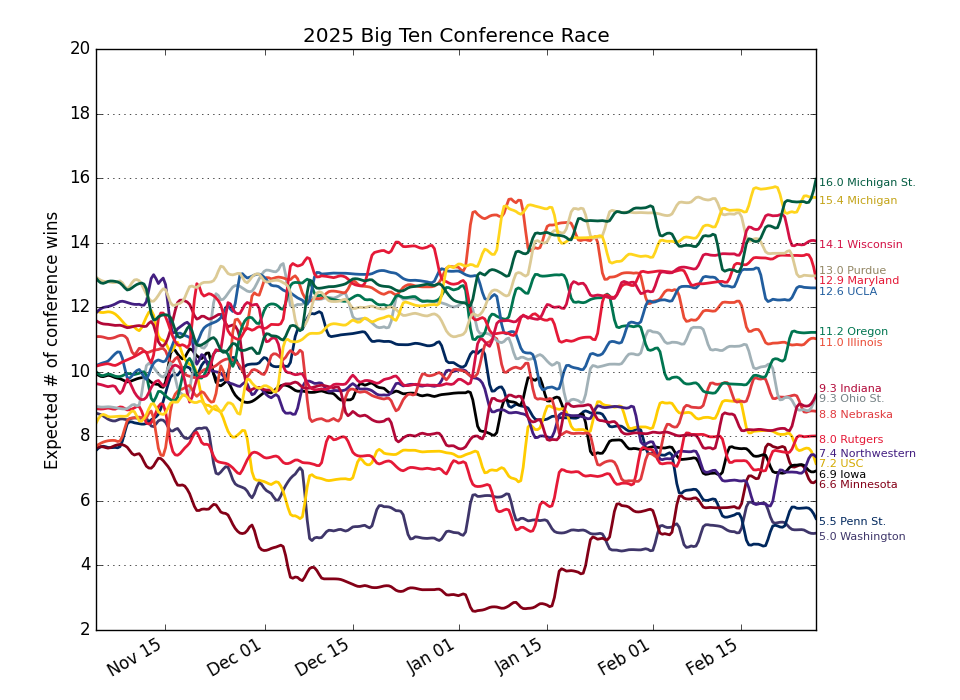 2025 Big Ten Conference Race
Expected # of conference wins
20
18
16
14
12
10
8
6
4
2
Nov 15
Dec 01
Dec 15
Jan 01
Jan 15
Feb 01
Feb 15
16.0 Michigan St.
15.4 Michigan
14.1 Wisconsin
13.0 Purdue
12.9 Maryland
12.6 UCLA
11.2 Oregon
11.0 Illinois
9.3 Indiana
9.3 Ohio St.
8.8 Nebraska
8.0 Rutgers
7.4 Northwestern
7.2 USC
6.9 Iowa
6.6 Minnesota
5.5 Penn St.
5.0 Washington